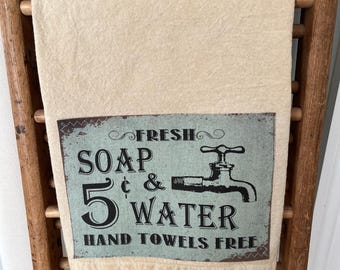 FRESH
SOAP
5¢ & WATER
HAND TOWELS FREE